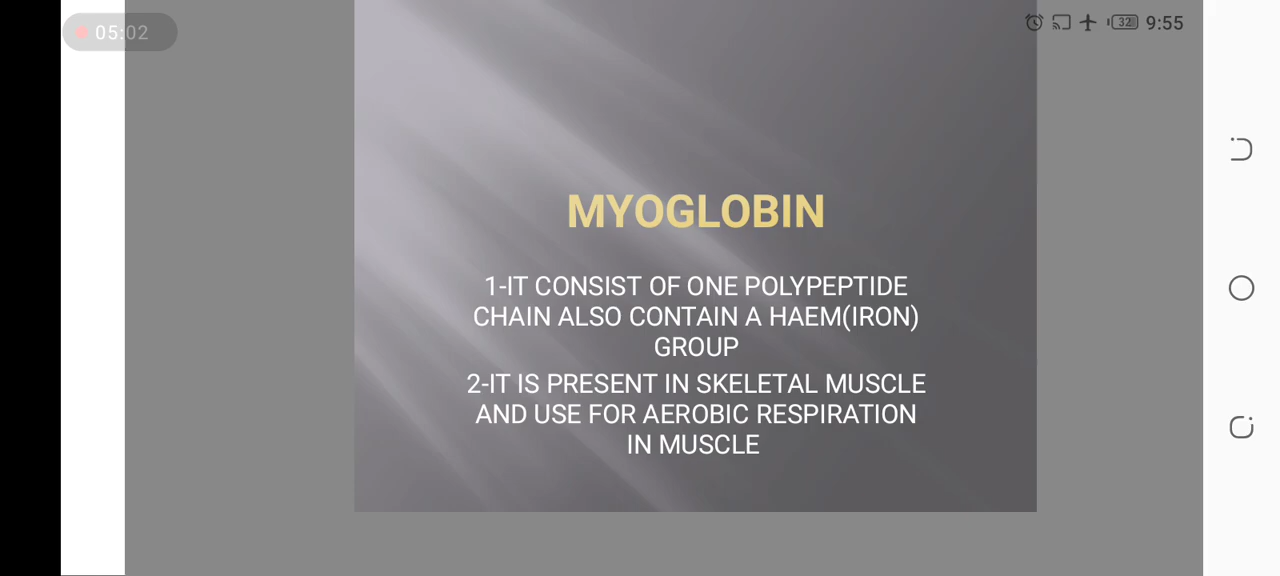 05:02
32 9:55
MYOGLOBIN
1-IT CONSIST OF ONE POLYPEPTIDE
CHAIN ALSO CONTAIN A HAEM(IRON)
GROUP
2-IT IS PRESENT IN SKELETAL MUSCLE
AND USE FOR AEROBIC RESPIRATION
IN MUSCLE